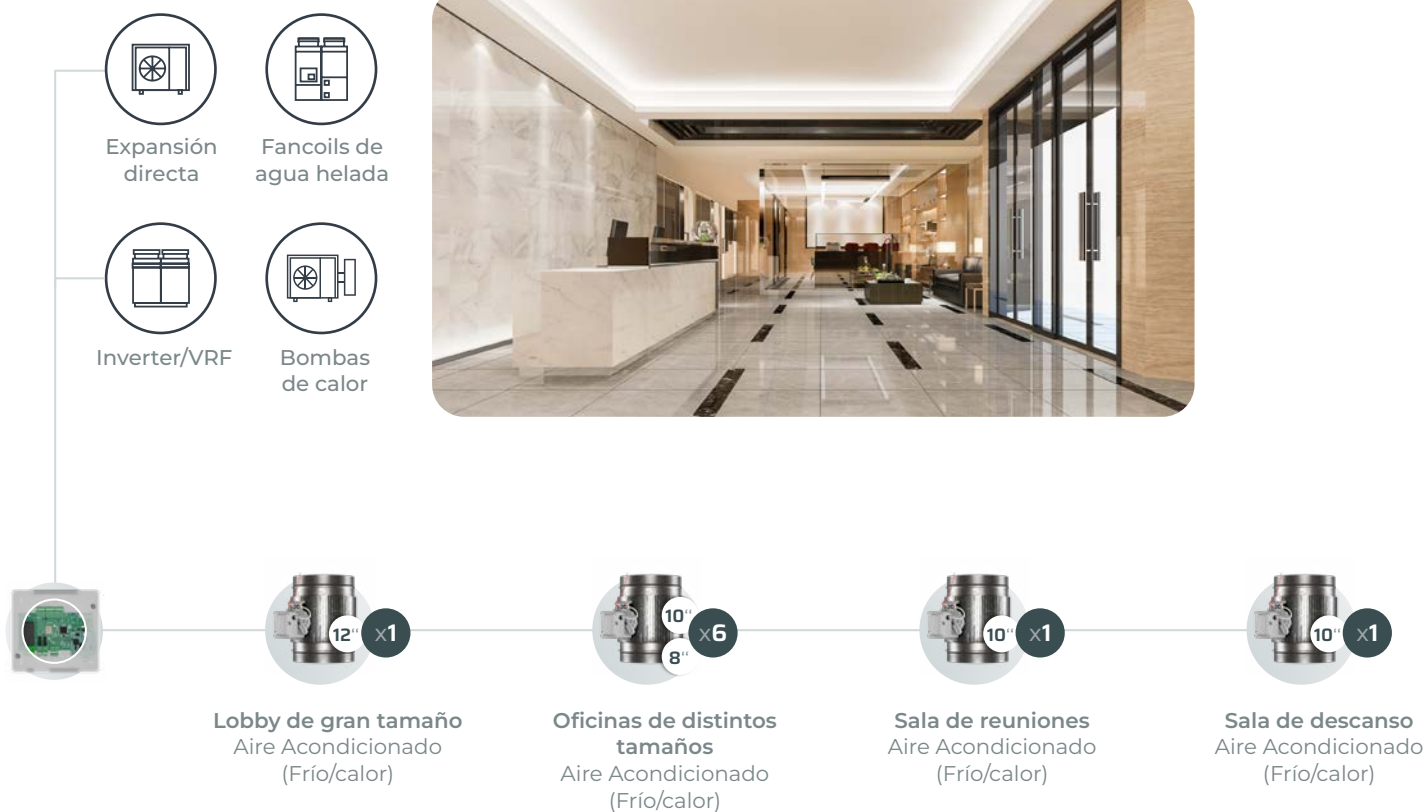 Expansión
directa
Fancoils de
agua helada
Inverter/VRF
Bombas
de calor
12“
x1
10“
8“
x6
10“
x1
10“
x1
Lobby de gran tamaño
Aire Acondicionado
(Frío/calor)
Oficinas de distintos
tamaños
Aire Acondicionado
(Frío/calor)
Sala de reuniones
Aire Acondicionado
(Frío/calor)
Sala de descanso
Aire Acondicionado
(Frío/calor)